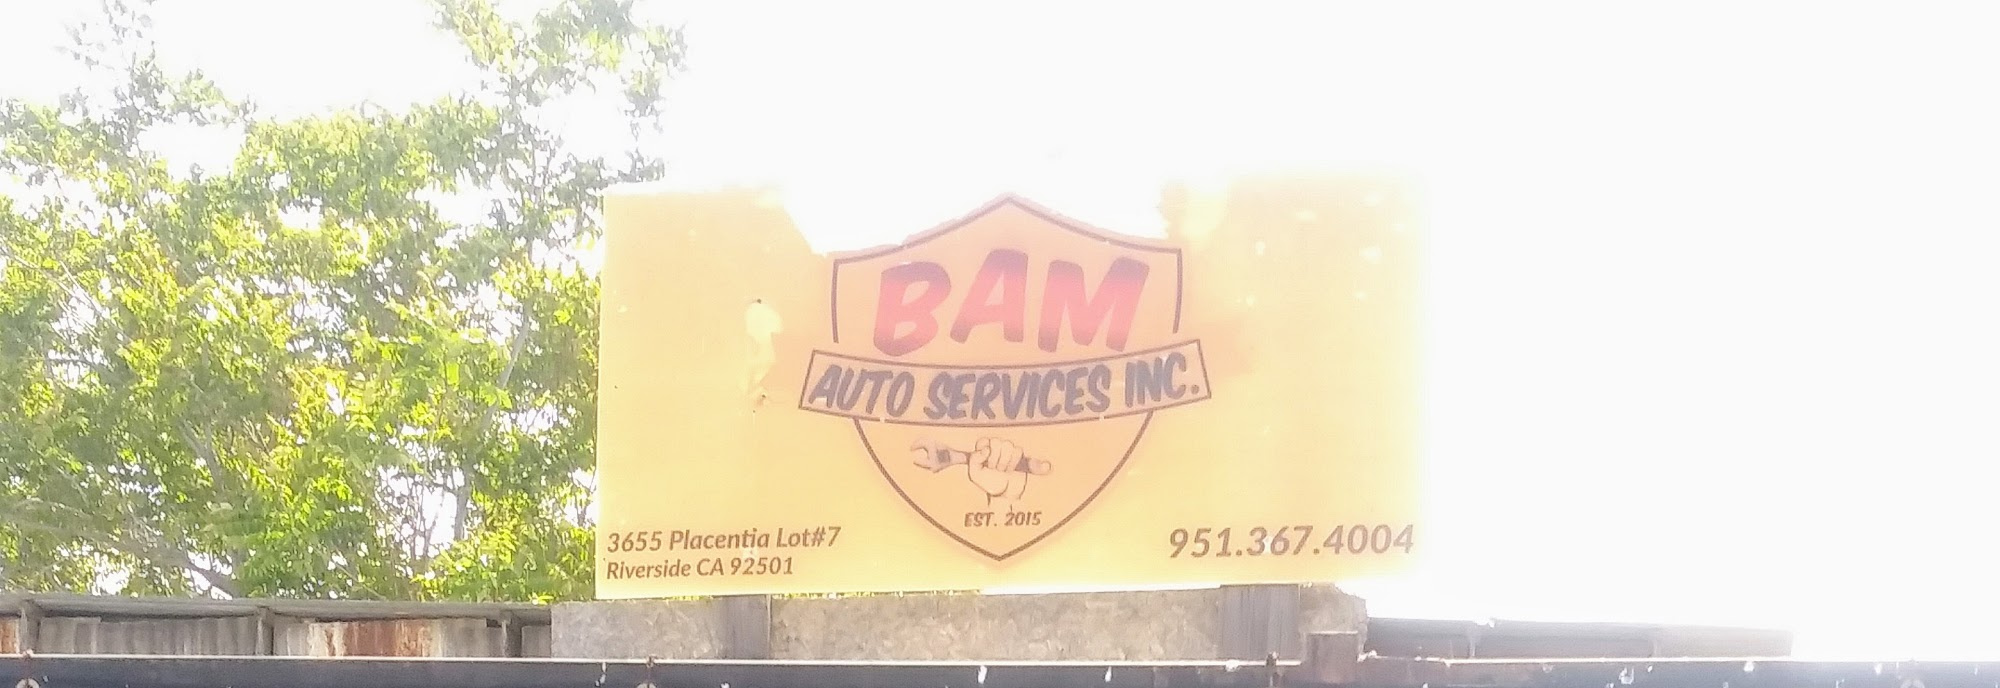 BAM
AUTO SERVICES INC.
EST. 2015
3655 Placentia Lot#7
Riverside CA 92501
951.367.4004